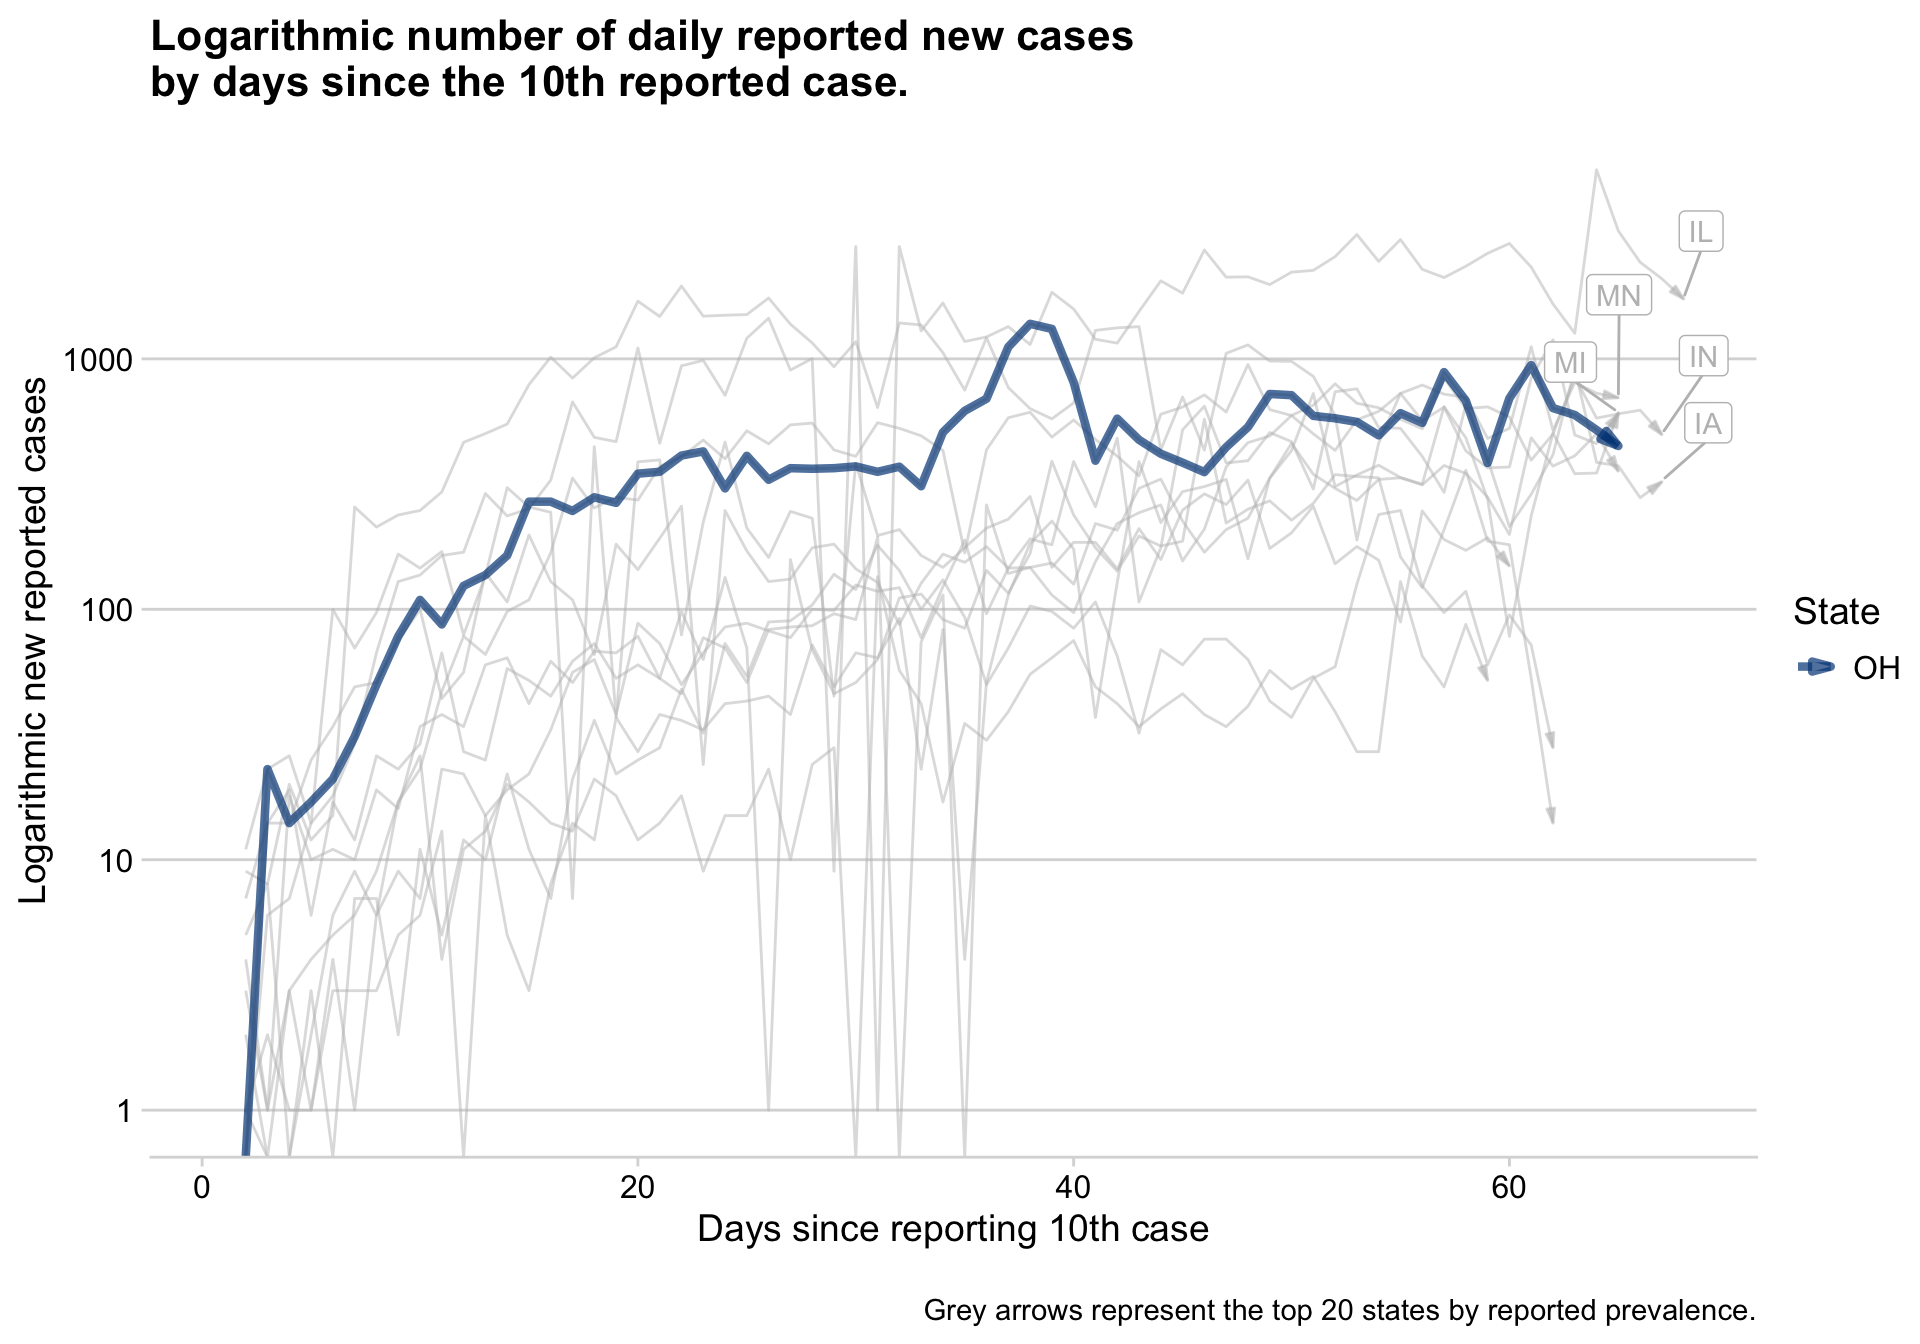 Logarithmic number of daily reported new cases
by days since the 10th reported case.
Logarithmic new reported cases
1000
100
10
1
0
20
40
60
Days since reporting 10th case
IL
MN
IN
MI
IA
State
OH
Grey arrows represent the top 20 states by reported prevalence.